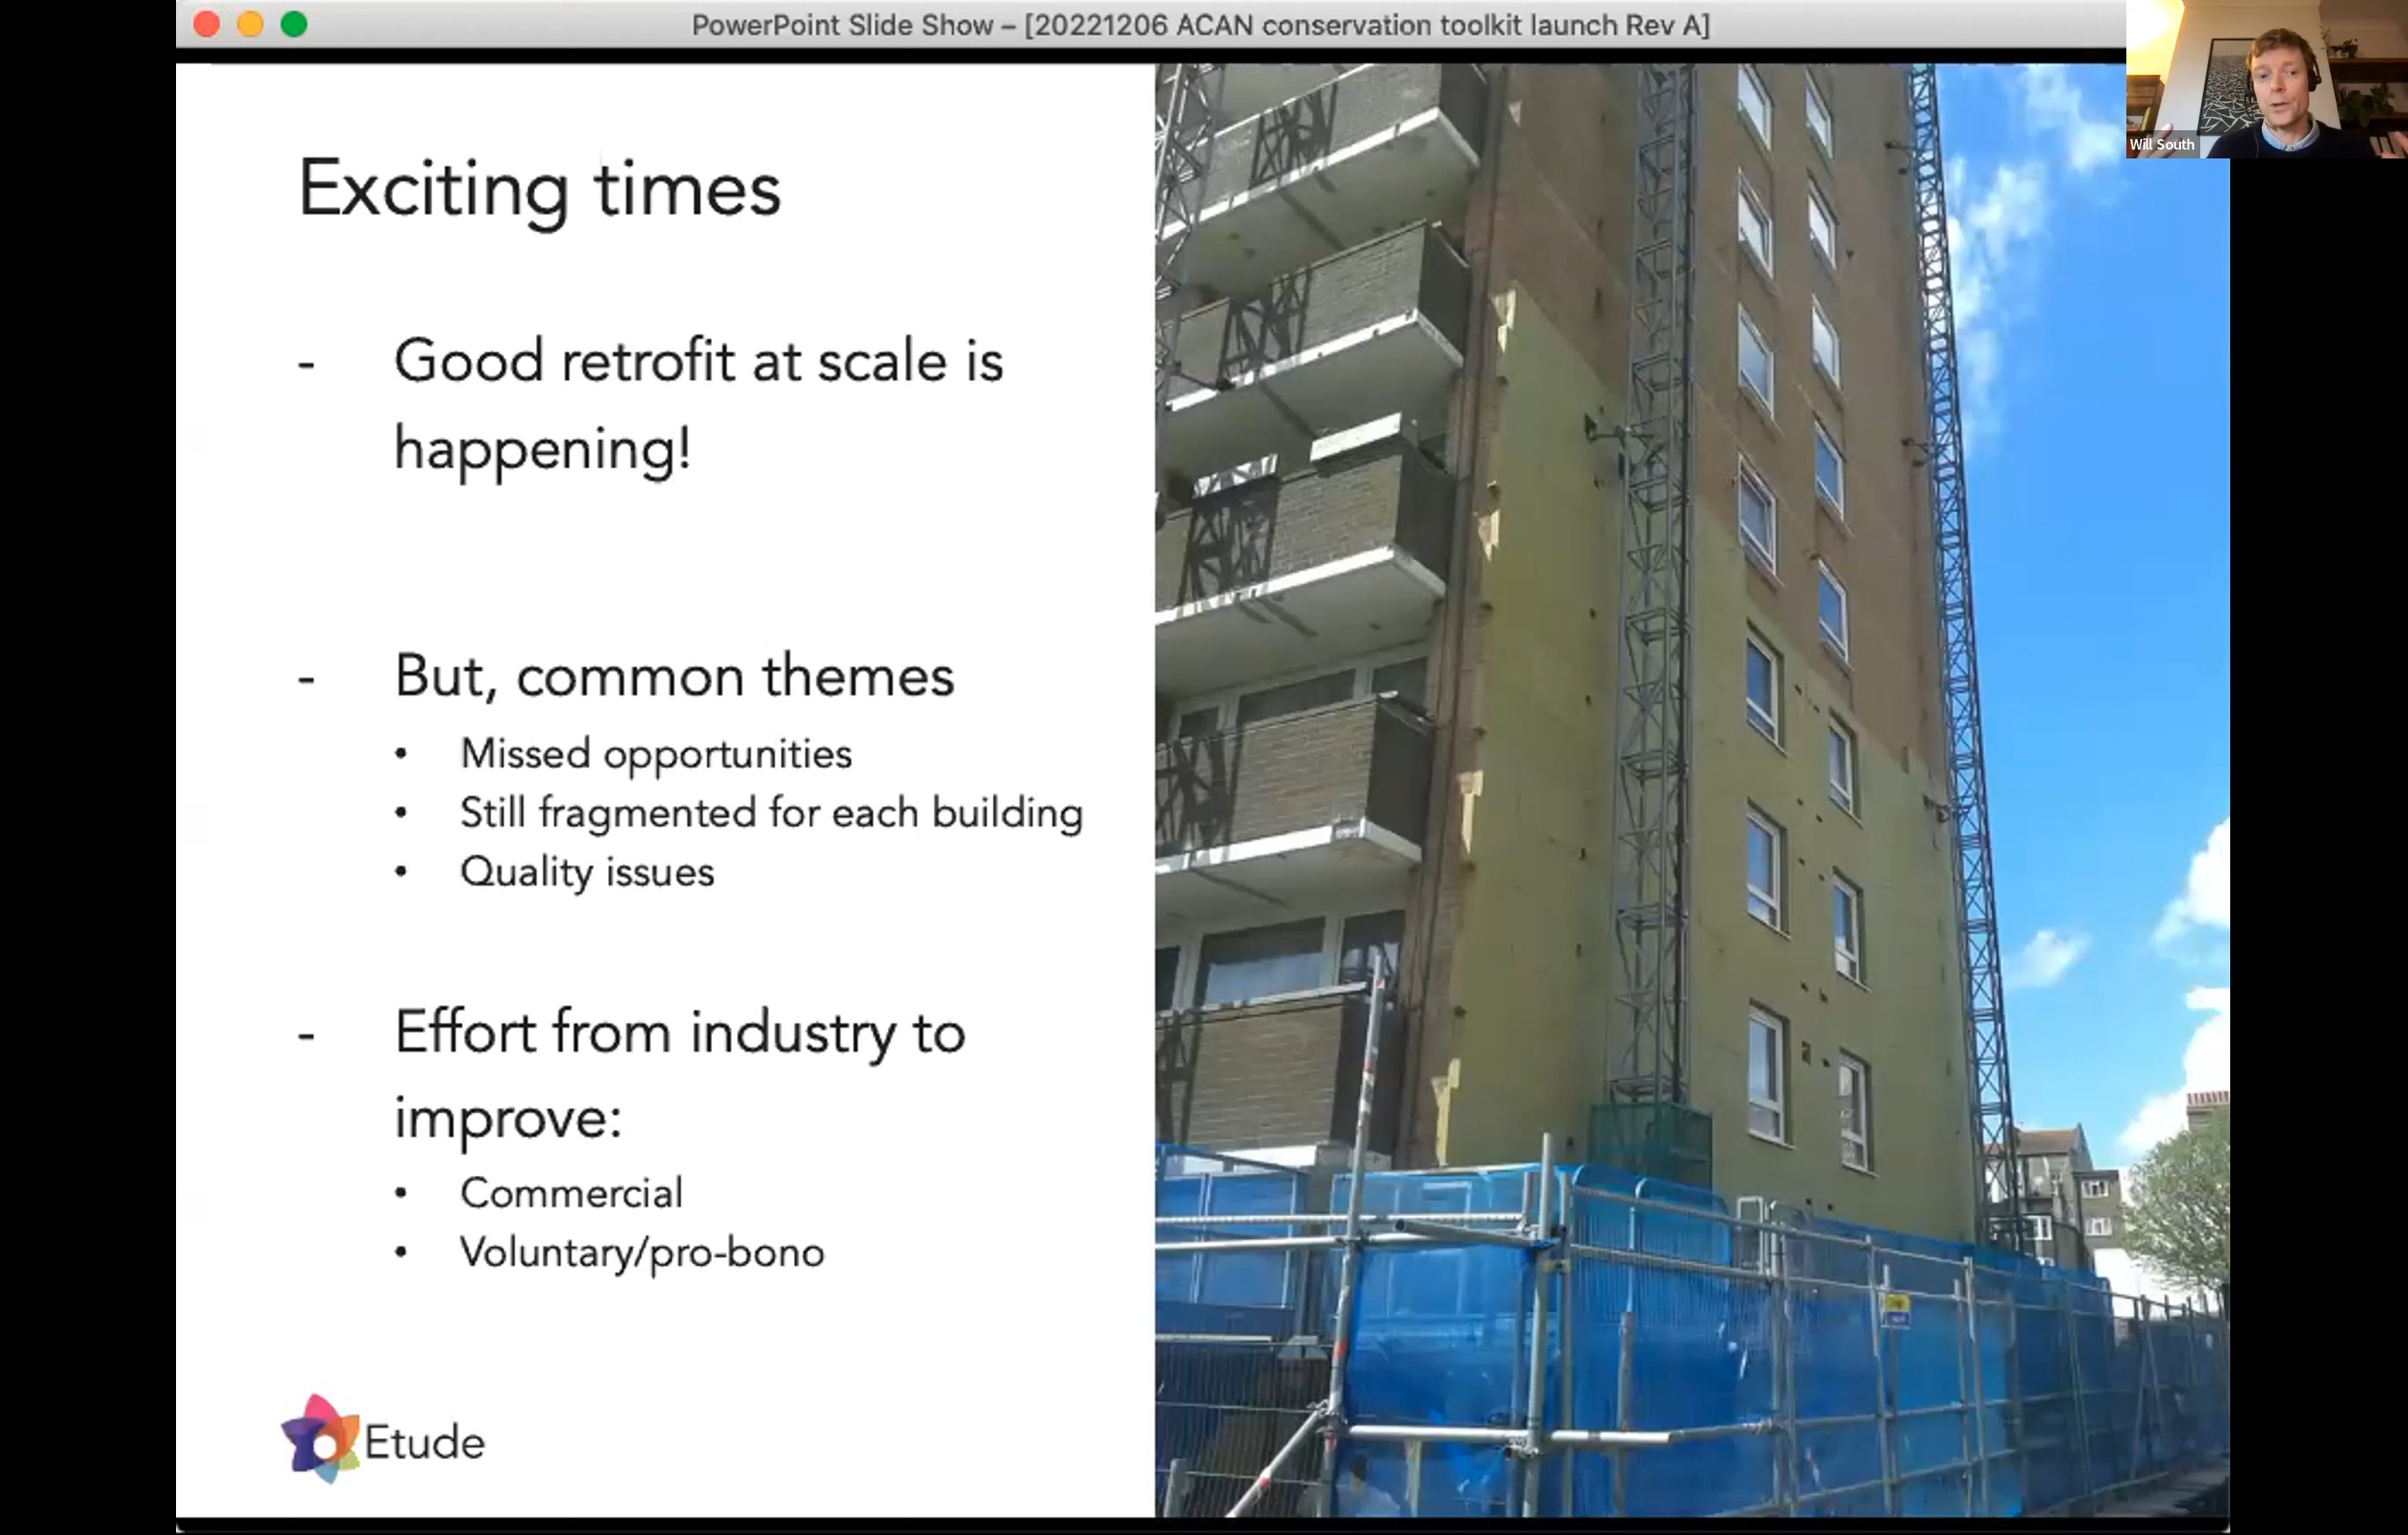 PowerPoint Slide Show – [20221206 ACAN conservation toolkit launch Rev A]
Will South
Exciting times
- Good retrofit at scale is
happening!
- But, common themes
• Missed opportunities
• Still fragmented for each building
• Quality issues
- Effort from industry to
improve:
• Commercial
• Voluntary/pro-bono
Etude